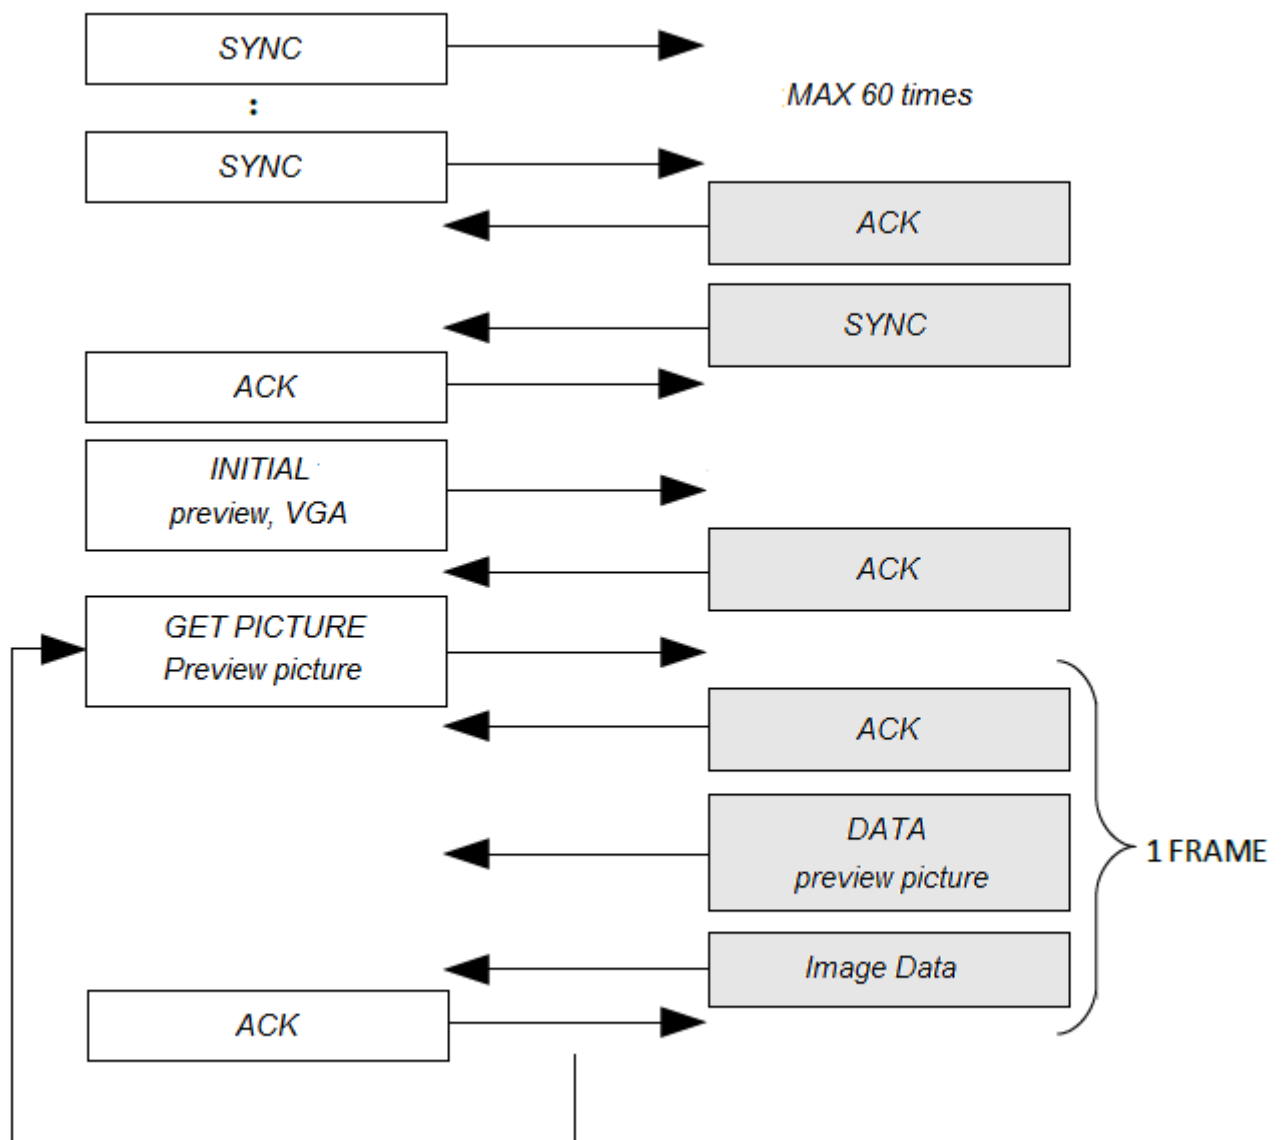 SYNC
:
MAX 60 times
SYNC
ACK
SYNC
ACK
INITIAL
preview, VGA
ACK
GET PICTURE
Preview picture
ACK
DATA
preview picture
1 FRAME
Image Data
ACK